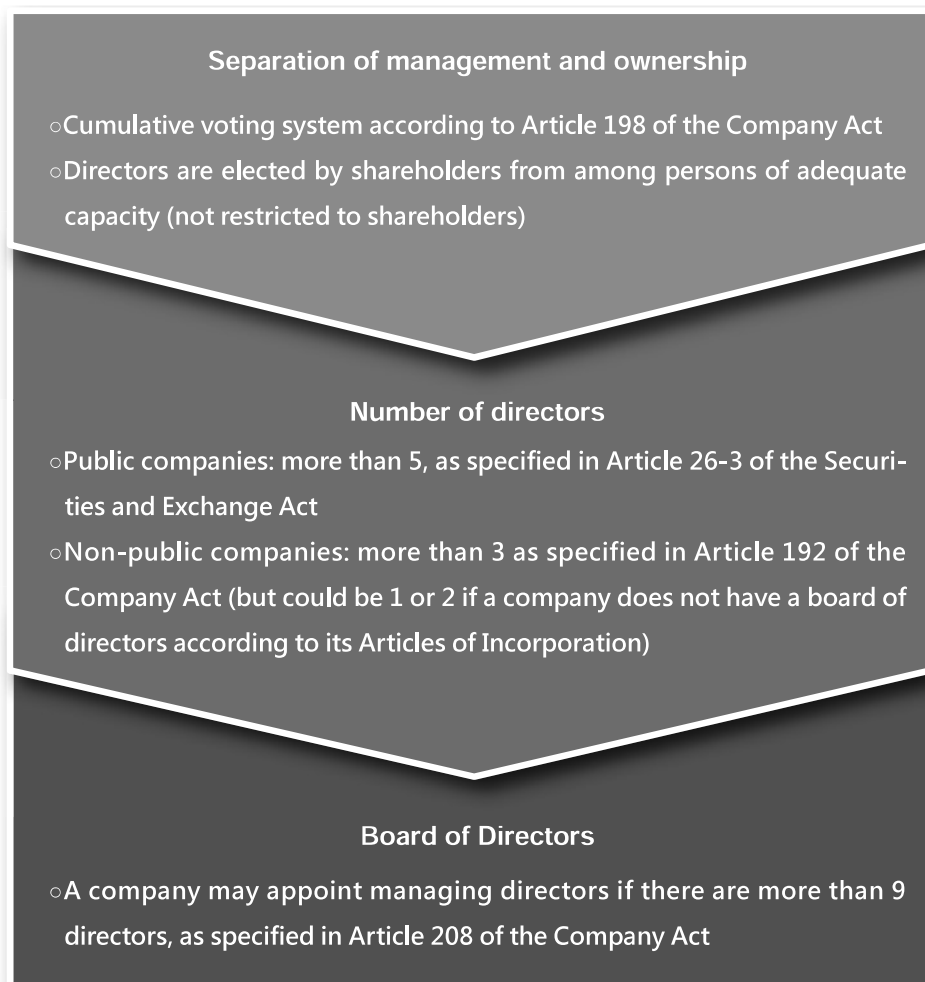 Separation of management and ownership
○Cumulative voting system according to Article 198 of the Company Act
○Directors are elected by shareholders from among persons of adequate
capacity (not restricted to shareholders)
Number of directors
○Public companies: more than 5, as specified in Article 26-3 of the Securi-
ties and Exchange Act
○Non-public companies: more than 3 as specified in Article 192 of the
Company Act (but could be 1 or 2 if a company does not have a board of
directors according to its Articles of Incorporation)
Board of Directors
○A company may appoint managing directors if there are more than 9
directors, as specified in Article 208 of the Company Act